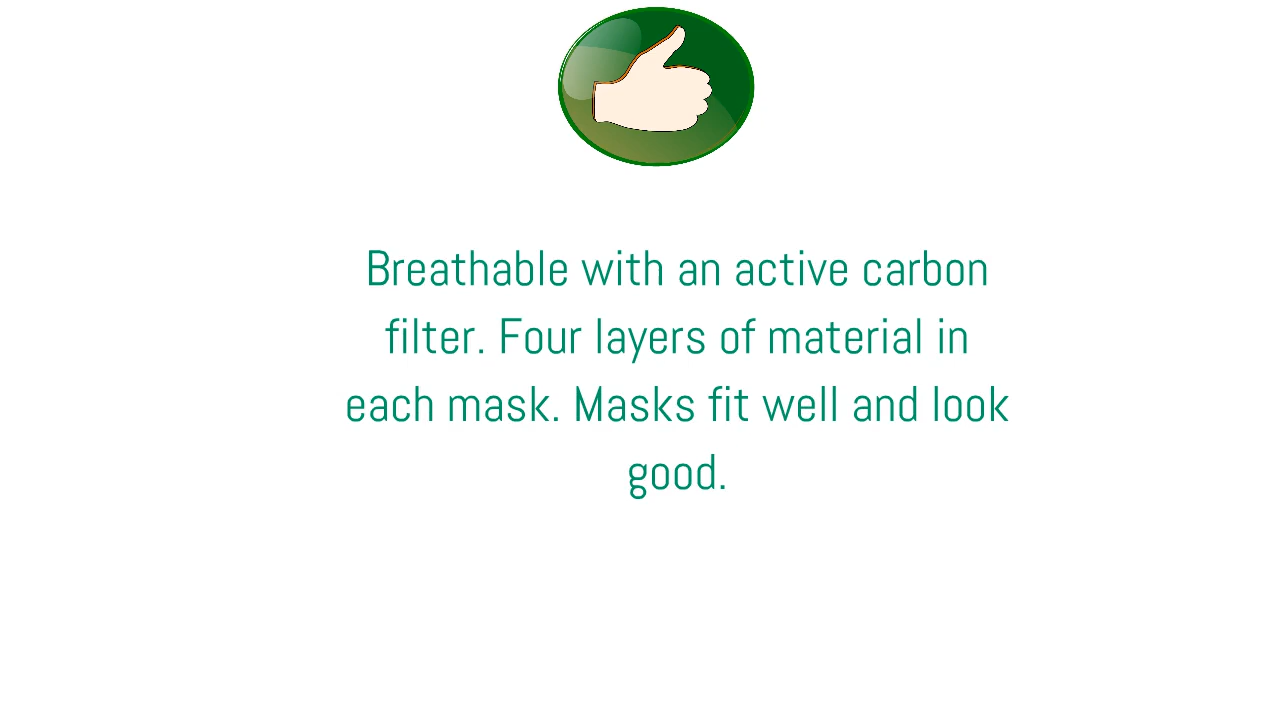 Breathable with an active carbon
filter. Four layers of material in
each mask. Masks fit well and look
good.